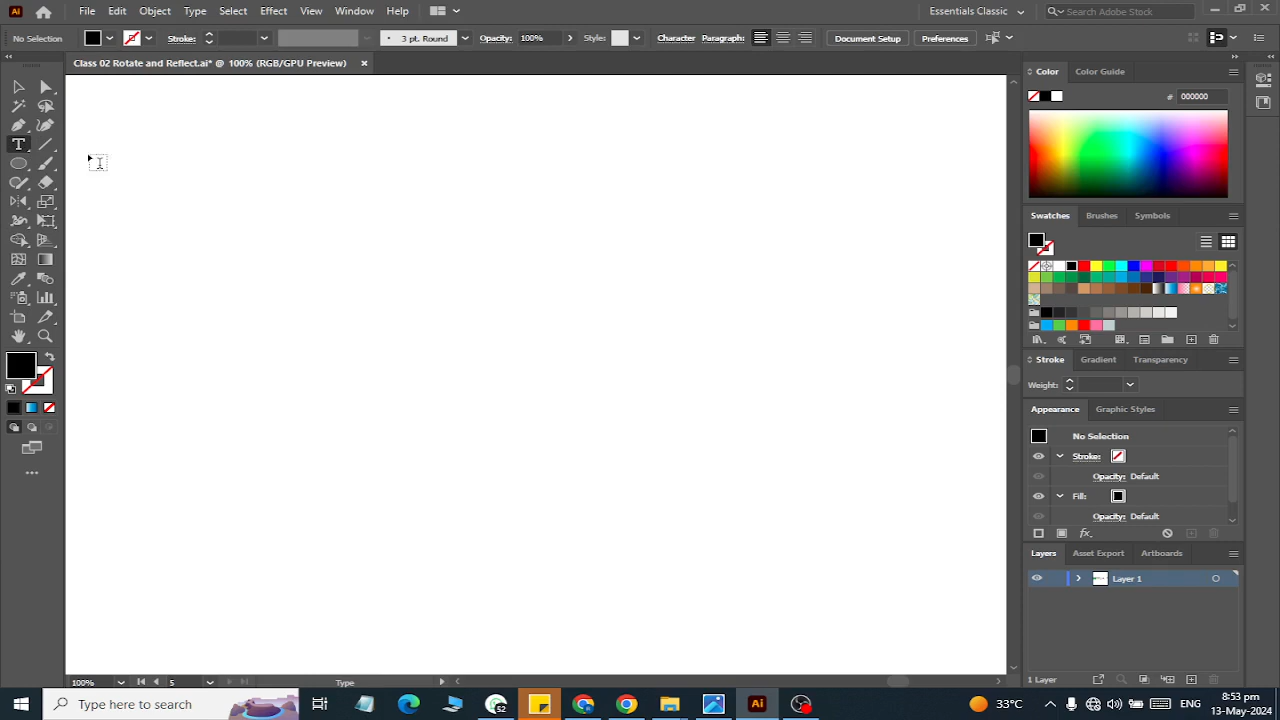 Ai File Edit Object Type Select Effect View Window Help Essentials Classic Search Adobe Stock
No Selection Stroke: 3 pt. Round Opacity: 100% Style: Character Paragraph: Document Setup Preferences
Class 02 Rotate and Reflect.ai* @ 100% (RGB/GPU Preview)
Color Color Guide
# 000000
Swatches Brushes Symbols
Stroke Gradient Transparency
Weight:
Appearance Graphic Styles
No Selection
Stroke:
Opacity: Default
Fill:
Opacity: Default
fx
Layers Asset Export Artboards
Layer 1
1 Layer
100% 5 Type
Type here to search
Ai
33°C
8:53 pm
13-May-2024